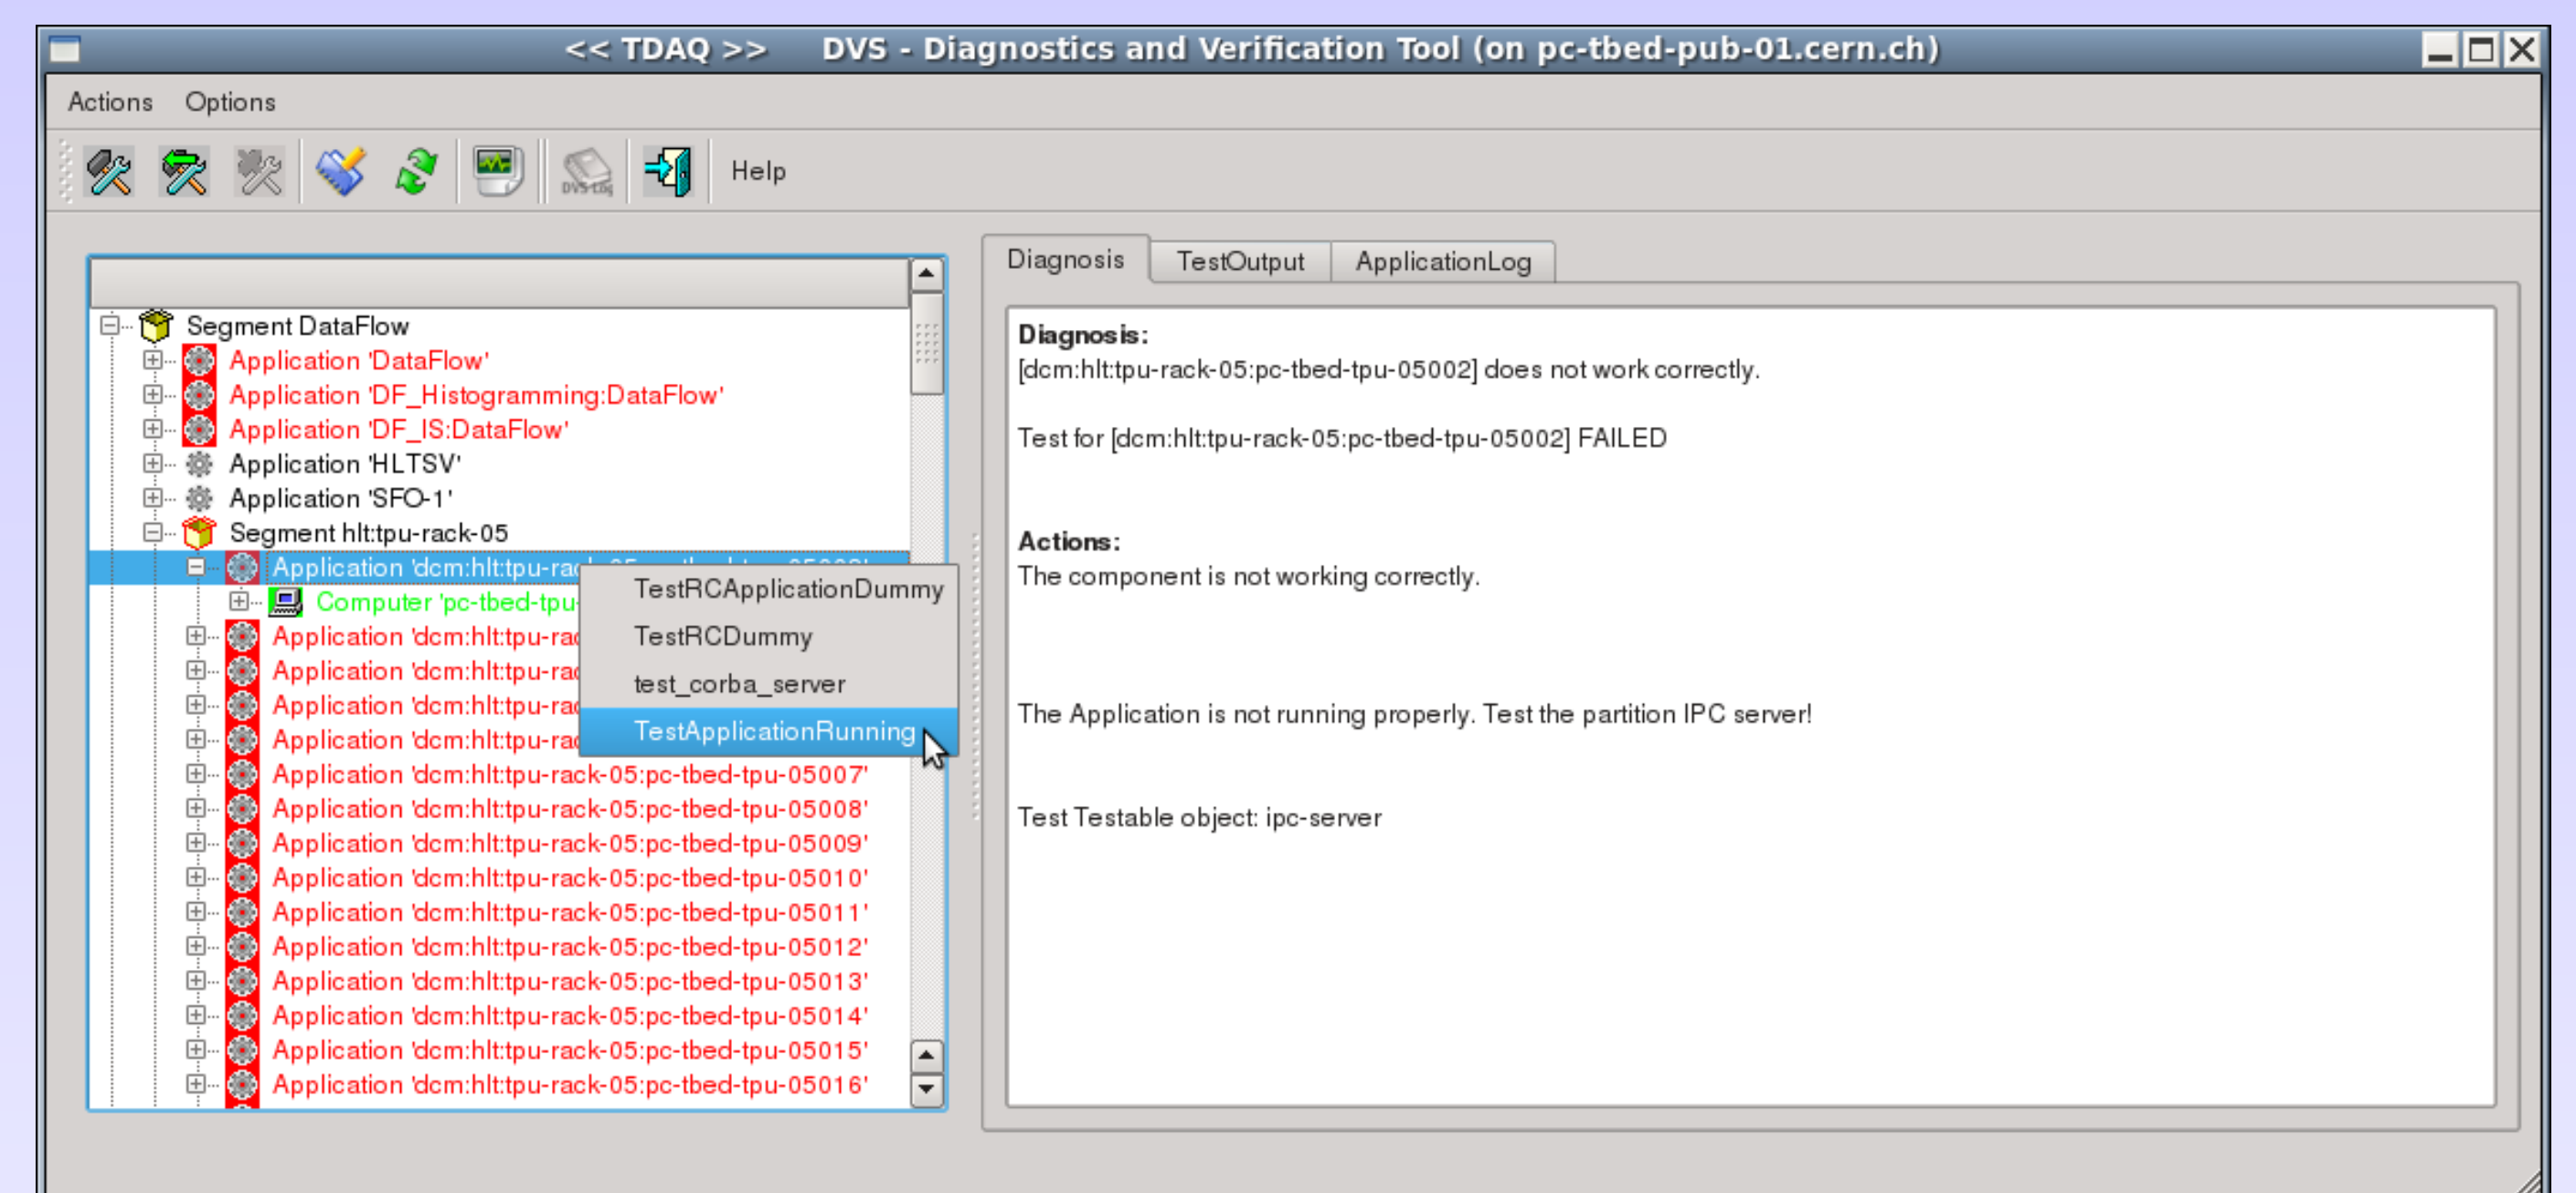 << TDAQ >> DVS - Diagnostics and Verification Tool (on pc-tbed-pub-01.cern.ch)
Actions Options
DVS Log
Help
Segment DataFlow
Application 'DataFlow'
Application 'DF_Histogramming:DataFlow'
Application 'DF_IS:DataFlow'
Application 'HLTSV'
Application 'SFO-1'
Segment hlt:tpu-rack-05
Application 'dcm:hlt:tpu-rac
Computer 'pc-tbed-tpu-
Application 'dcm:hlt:tpu-rac
Application 'dcm:hlt:tpu-rac
Application 'dcm:hlt:tpu-rac
Application 'dcm:hlt:tpu-rac
Application 'dcm:hlt:tpu-rack-05:pc-tbed-tpu-05007'
Application 'dcm:hlt:tpu-rack-05:pc-tbed-tpu-05008'
Application 'dcm:hlt:tpu-rack-05:pc-tbed-tpu-05009'
Application 'dcm:hlt:tpu-rack-05:pc-tbed-tpu-05010'
Application 'dcm:hlt:tpu-rack-05:pc-tbed-tpu-05011'
Application 'dcm:hlt:tpu-rack-05:pc-tbed-tpu-05012'
Application 'dcm:hlt:tpu-rack-05:pc-tbed-tpu-05013'
Application 'dcm:hlt:tpu-rack-05:pc-tbed-tpu-05014'
Application 'dcm:hlt:tpu-rack-05:pc-tbed-tpu-05015'
Application 'dcm:hlt:tpu-rack-05:pc-tbed-tpu-05016'
TestRCApplicationDummy
TestRCDummy
test_corba_server
TestApplicationRunning
Diagnosis TestOutput ApplicationLog
Diagnosis:
[dcm:hlt:tpu-rack-05:pc-tbed-tpu-05002] does not work correctly.
Test for [dcm:hlt:tpu-rack-05:pc-tbed-tpu-05002] FAILED
Actions:
The component is not working correctly.
The Application is not running properly. Test the partition IPC server!
Test Testable object: ipc-server